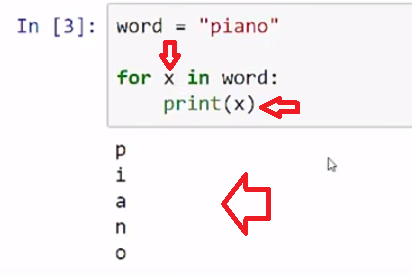 In [3]: word = "piano"
for x in word:
    print(x)
p
i
a
n
o